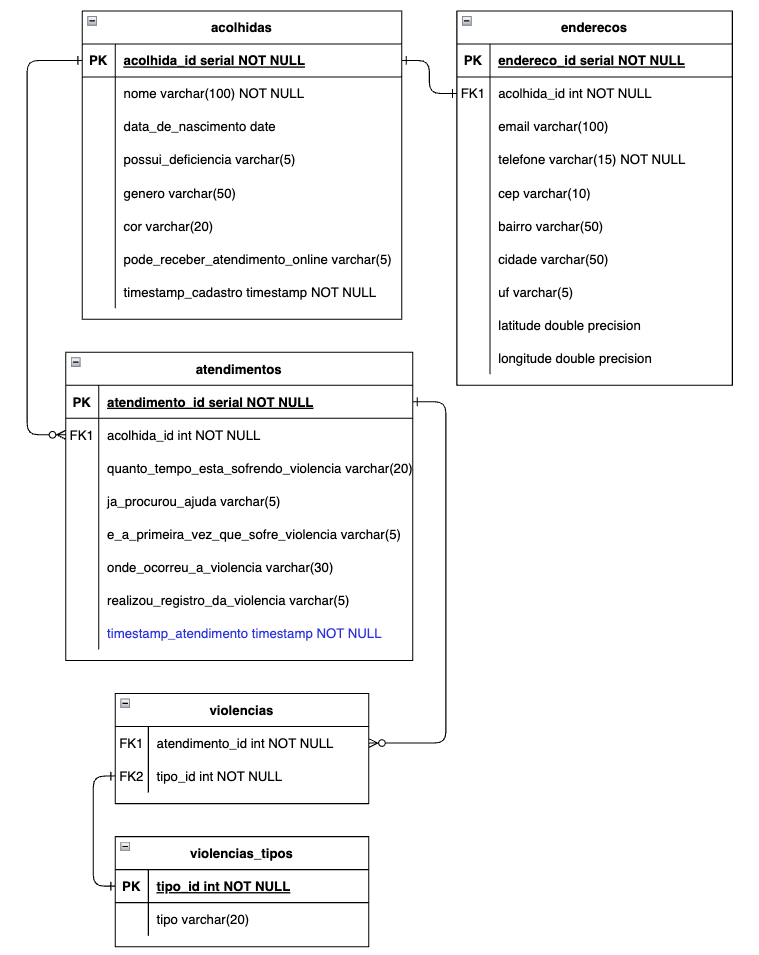 acolhidas
PK acolhida_id serial NOT NULL
nome varchar(100) NOT NULL
data_de_nascimento date
possui_deficiencia varchar(5)
genero varchar(50)
cor varchar(20)
pode_receber_atendimento_online varchar(5)
timestamp_cadastro timestamp NOT NULL
enderecos
PK endereco_id serial NOT NULL
FK1 acolhida_id int NOT NULL
email varchar(100)
telefone varchar(15) NOT NULL
cep varchar(10)
bairro varchar(50)
cidade varchar(50)
uf varchar(5)
latitude double precision
longitude double precision
atendimentos
PK atendimento_id serial NOT NULL
FK1 acolhida_id int NOT NULL
quanto_tempo_esta_sofrendo_violencia varchar(20)
ja_procurou_ajuda varchar(5)
e_a_primeira_vez_que_sofre_violencia varchar(5)
onde_ocorreu_a_violencia varchar(30)
realizou_registro_da_violencia varchar(5)
timestamp_atendimento timestamp NOT NULL
violencias
FK1 atendimento_id int NOT NULL
FK2 tipo_id int NOT NULL
violencias_tipos
PK tipo_id int NOT NULL
tipo varchar(20)